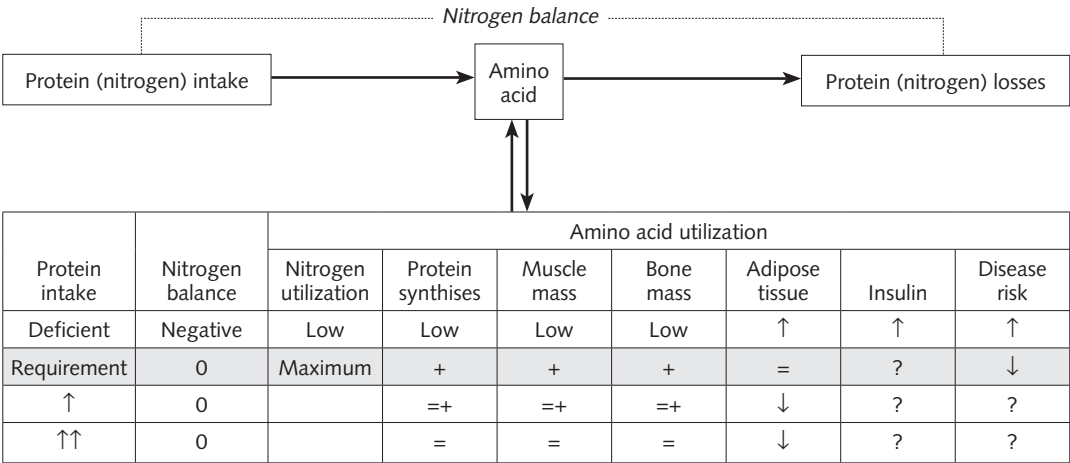 Nitrogen balance
Protein (nitrogen) intake
Amino
acid
Protein (nitrogen) losses
Amino acid utilization
Protein
intake
Nitrogen
balance
Nitrogen
utilization
Protein
synthises
Muscle
mass
Bone
mass
Adipose
tissue
Insulin
Disease
risk
Deficient Negative Low Low Low Low ↑ ↑ ↑
Requirement 0 Maximum + + + = ? ↓
↑ 0 =+ =+ =+ ↓ ? ?
↑↑ 0 = = = ↓ ? ?